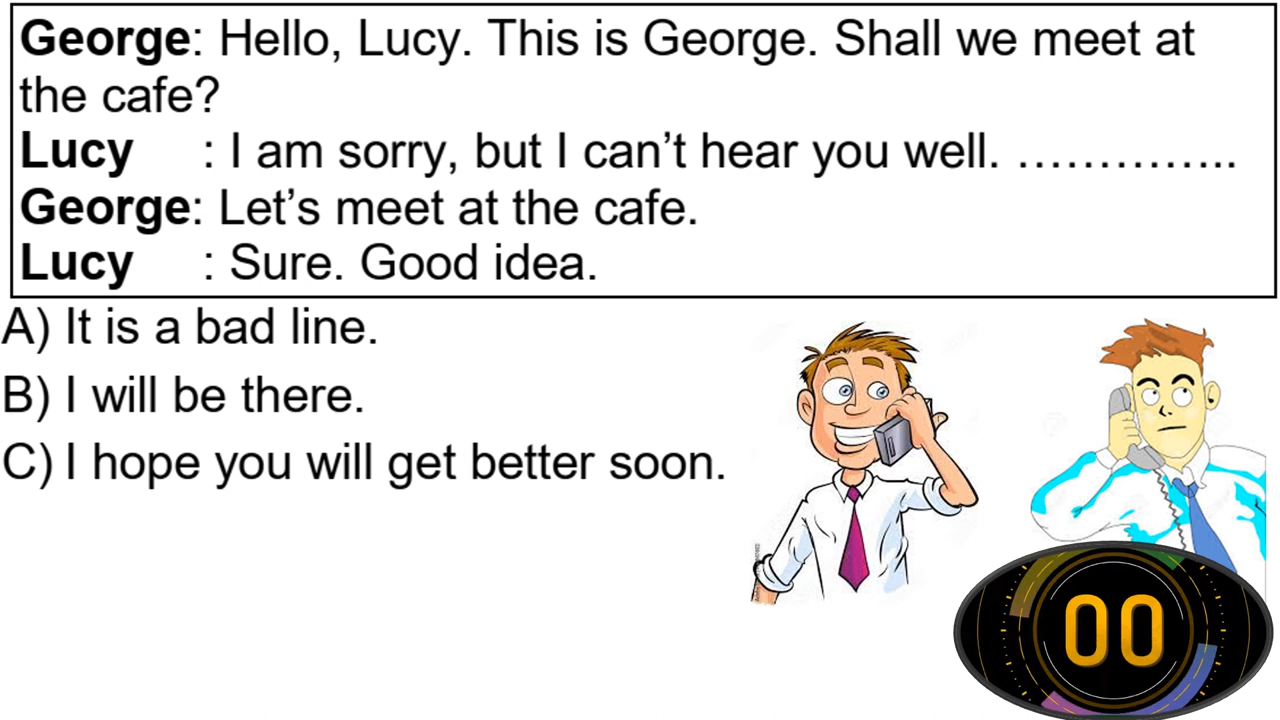 George: Hello, Lucy. This is George. Shall we meet at
the cafe?
Lucy : I am sorry, but I can’t hear you well. …………..
George: Let’s meet at the cafe.
Lucy : Sure. Good idea.
A) It is a bad line.
B) I will be there.
C) I hope you will get better soon.
00